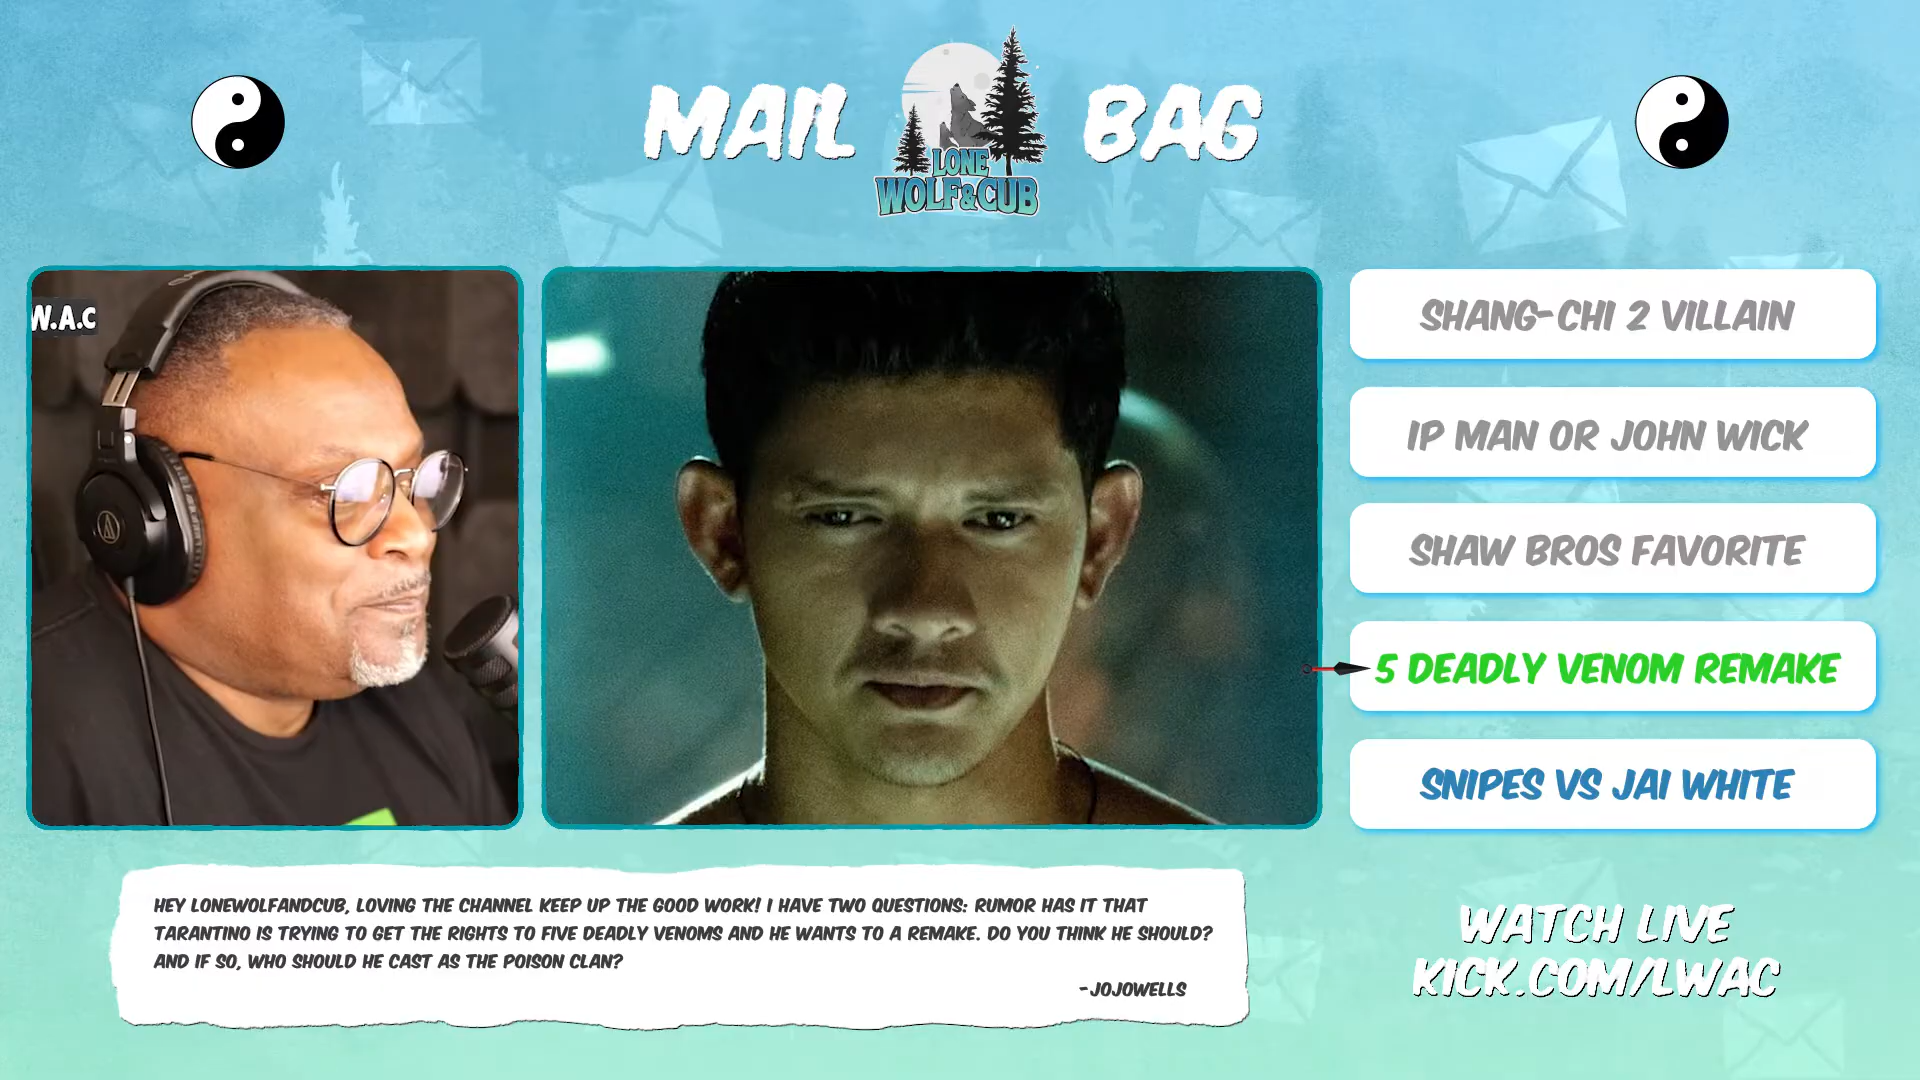 MAIL BAG
LONE
WOLF & CUB
W.A.C
SHANG-CHI 2 VILLAIN
IP MAN OR JOHN WICK
SHAW BROS FAVORITE
5 DEADLY VENOM REMAKE
SNIPES VS JAI WHITE
HEY LONEWOLFANDCUB, LOVING THE CHANNEL KEEP UP THE GOOD WORK! I HAVE TWO QUESTIONS: RUMOR HAS IT THAT
TARANTINO IS TRYING TO GET THE RIGHTS TO FIVE DEADLY VENOMS AND HE WANTS TO A REMAKE. DO YOU THINK HE SHOULD?
AND IF SO, WHO SHOULD HE CAST AS THE POISON CLAN?
-JOJOWELLS
WATCH LIVE
KICK.COM/LWAC